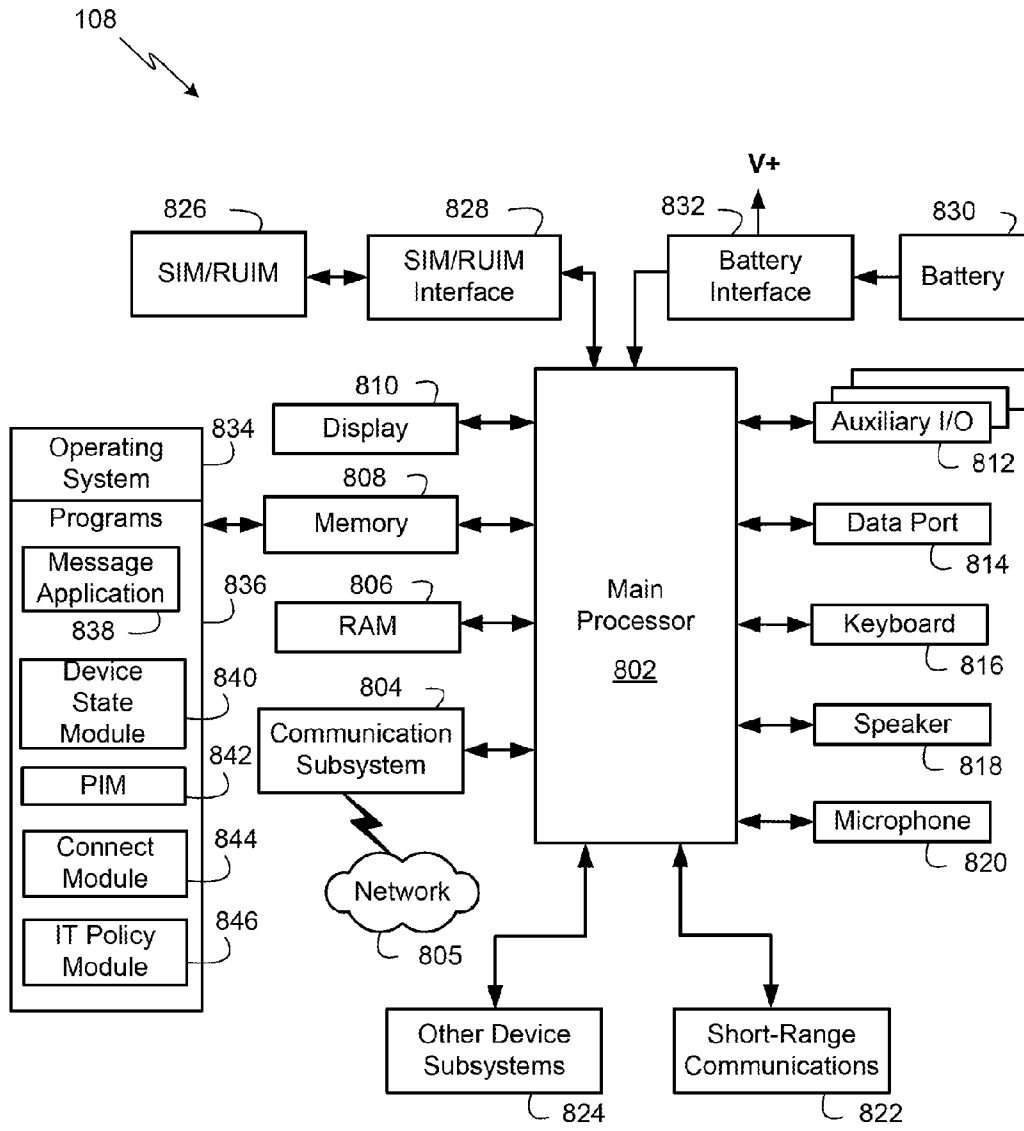 108
V+
826
828
832
830
SIM/RUIM
SIM/RUIM
Interface
Battery
Interface
Battery
810
Display
Auxiliary I/O
812
Operating
System
834
808
Memory
Data Port
814
Programs
Message
Application
838
836
806
RAM
Main
Processor
802
Keyboard
816
Device
State
Module
840
804
Communication
Subsystem
Speaker
818
PIM
842
Microphone
820
Connect
Module
844
Network
805
IT Policy
Module
846
Other Device
Subsystems
824
Short-Range
Communications
822